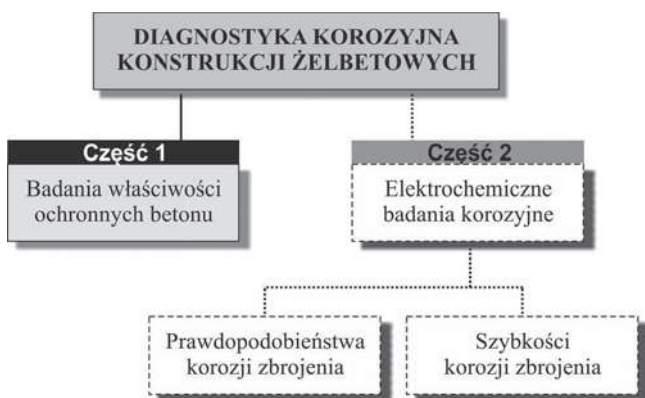 DIAGNOSTYKA KOROZYJNA
KONSTRUKCJI ŻELBETOWYCH
Część 1
Badania właściwości
ochronnych betonu
Część 2
Elektrochemiczne
badania korozyjne
Prawdopodobieństwa
korozji zbrojenia
Szybkości
korozji zbrojenia